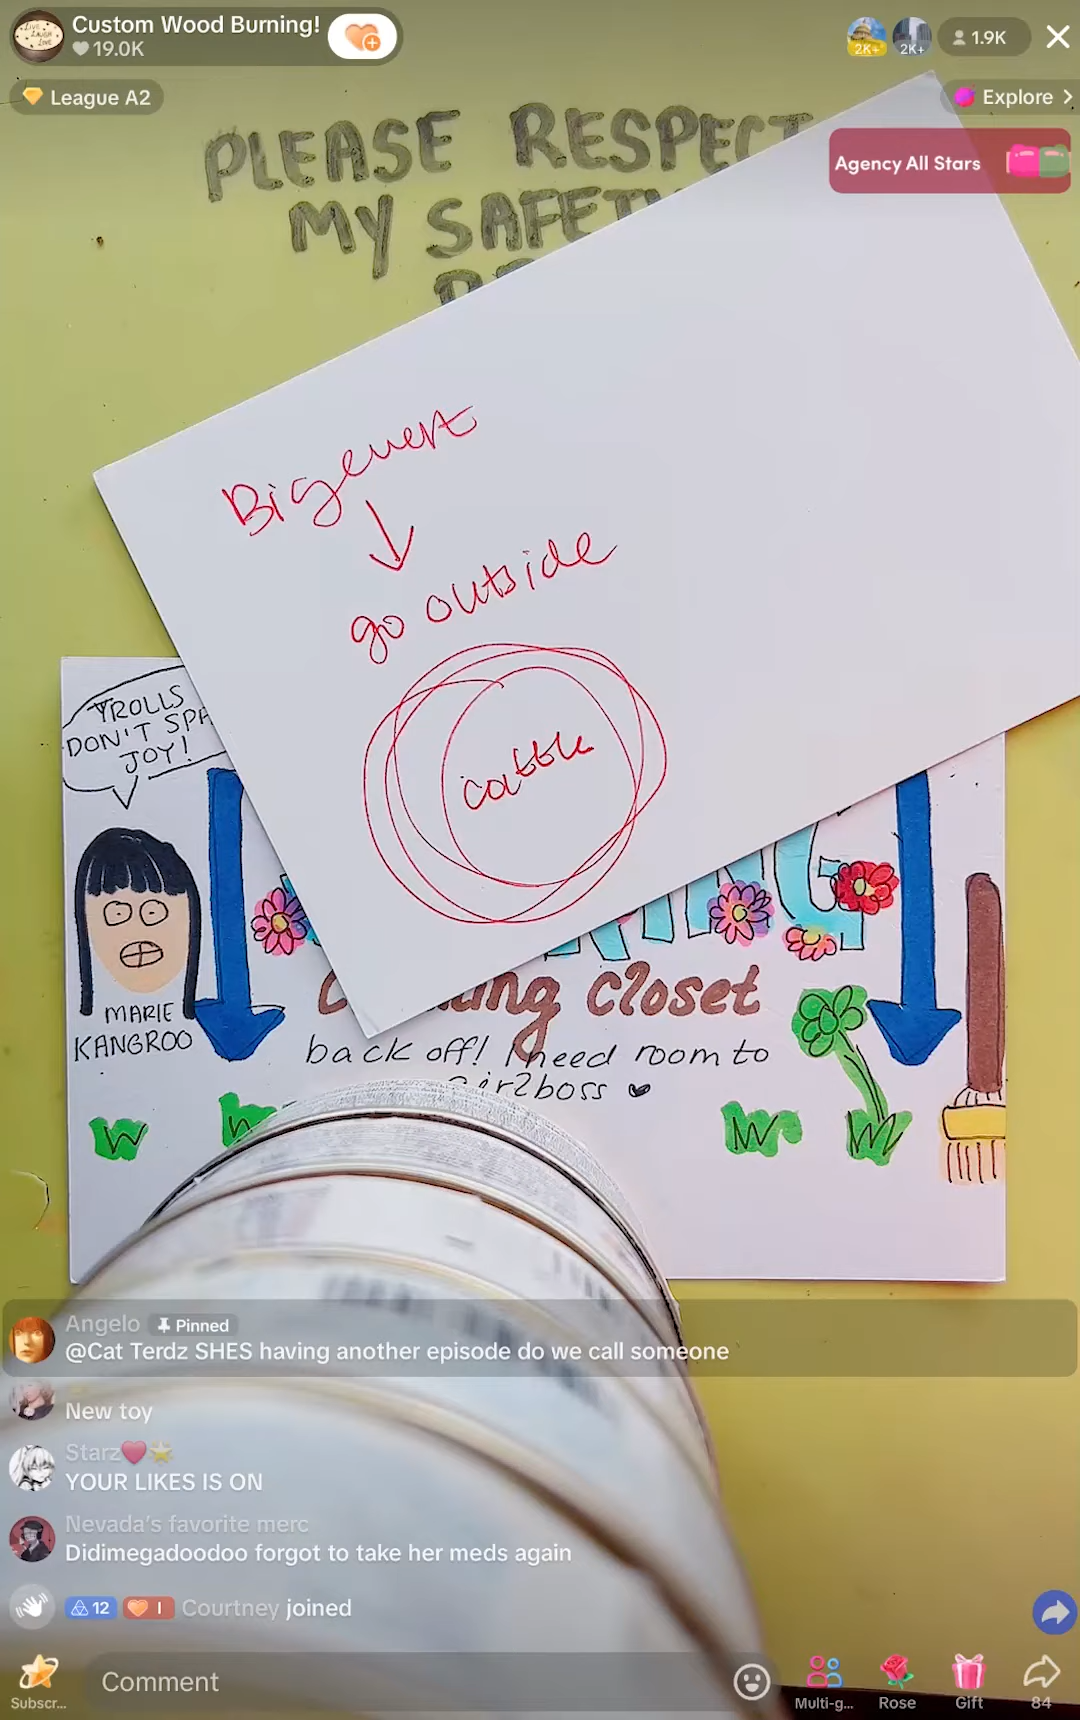 Custom Wood Burning!
19.0K
2K+
2K+
1.9K
League A2
Explore
PLEASE RESPECT
MY SAFETY
Agency All Stars
Big event
go outside
cattle
TROLLS
DON'T SPA
JOY!
MARIE
KANGROO
closet
back off! I need room to
girlboss
Angelo
Pinned
@Cat Terdz SHES having another episode do we call someone
New toy
Starz
YOUR LIKES IS ON
Nevada's favorite merc
Didimegadoodoo forgot to take her meds again
12
I
Courtney joined
Subscr...
Comment
Multi-g...
Rose
Gift
84